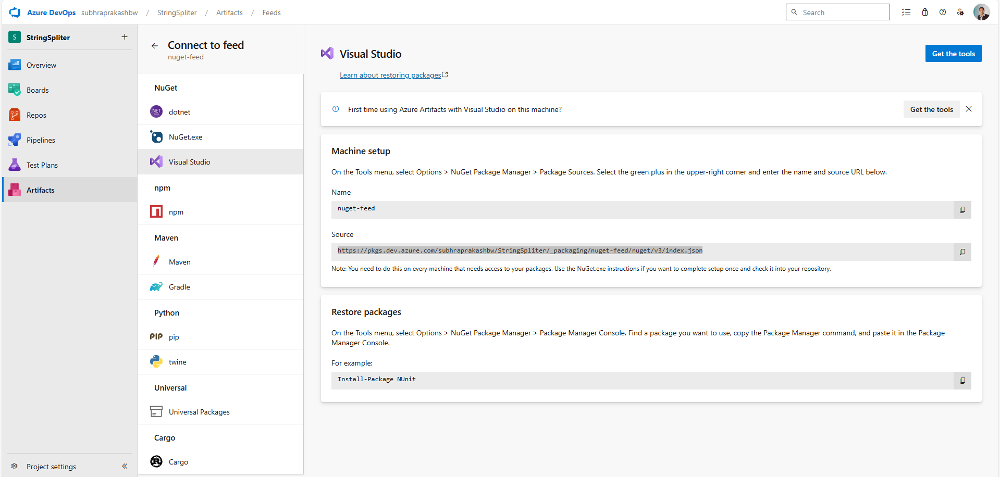 Azure DevOps subhraprakashbw / StringSpliter / Artifacts / Feeds
Search
S StringSpliter +
Overview
Boards
Repos
Pipelines
Test Plans
Artifacts
Project settings
Connect to feed
nuget-feed
NuGet
dotnet
NuGet.exe
Visual Studio
npm
npm
Maven
Maven
Gradle
Python
PIP pip
twine
Universal
Universal Packages
Cargo
Cargo
Visual Studio
Get the tools
Learn about restoring packages
First time using Azure Artifacts with Visual Studio on this machine?
Get the tools
Machine setup
On the Tools menu, select Options > NuGet Package Manager > Package Sources. Select the green plus in the upper-right corner and enter the name and source URL below.
Name
nuget-feed
Source
https://pkgs.dev.azure.com/subhraprakashbw/StringSpliter/_packaging/nuget-feed/nuget/v3/index.json
Note: You need to do this on every machine that needs access to your packages. Use the NuGet.exe instructions if you want to complete setup once and check it into your repository.
Restore packages
On the Tools menu, select Options > NuGet Package Manager > Package Manager Console. Find a package you want to use, copy the Package Manager command, and paste it in the Package
Manager Console.
For example:
Install-Package NUnit